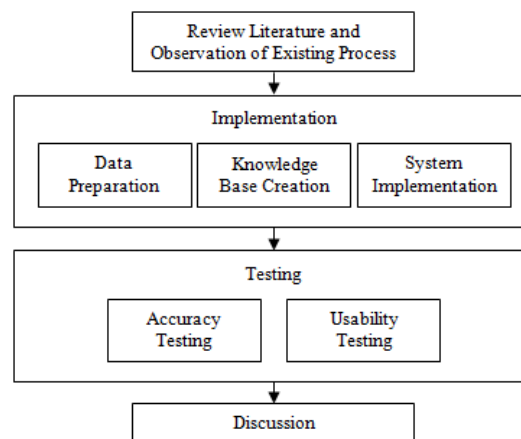 Review Literature and
Observation of Existing Process
Implementation
Data
Preparation
Knowledge
Base Creation
System
Implementation
Testing
Accuracy
Testing
Usability
Testing
Discussion